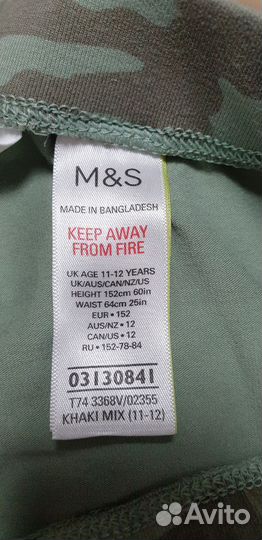 M&S
MADE IN BANGLADESH
KEEP AWAY
FROM FIRE
UK AGE 11-12 YEARS
UK/AUS/CAN/NZ/US
HEIGHT 152cm 60in
WAIST 64cm 25in
EUR • 152
AUS/NZ • 12
CAN/US • 12
RU • 152-78-84
03130841
T74 3368V/02355
KHAKI MIX (11-12)
Avito